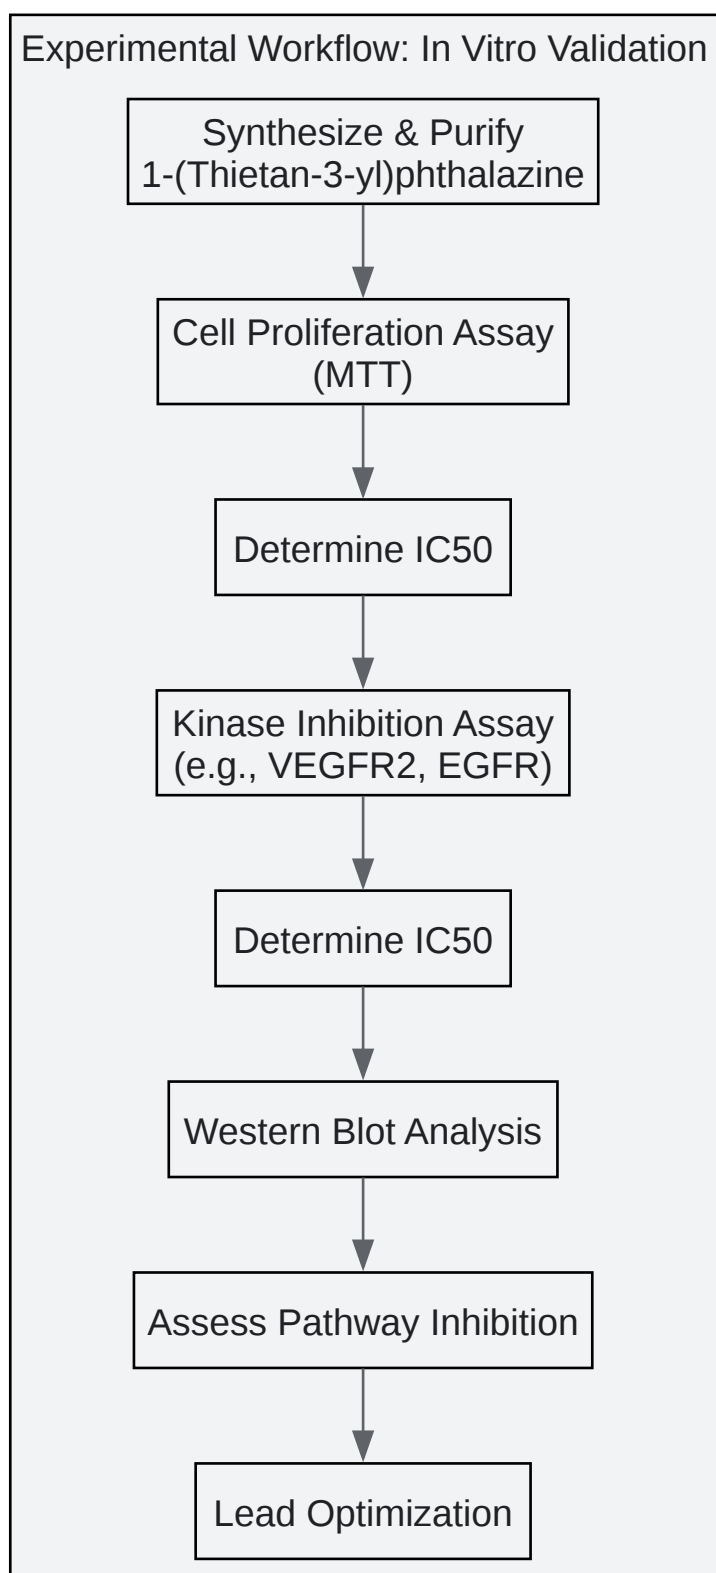 Experimental Workflow: In Vitro Validation
Synthesize & Purify
1-(Thietan-3-yl)phthalazine
Cell Proliferation Assay
(MTT)
Determine IC50
Kinase Inhibition Assay
(e.g., VEGFR2, EGFR)
Determine IC50
Western Blot Analysis
Assess Pathway Inhibition
Lead Optimization